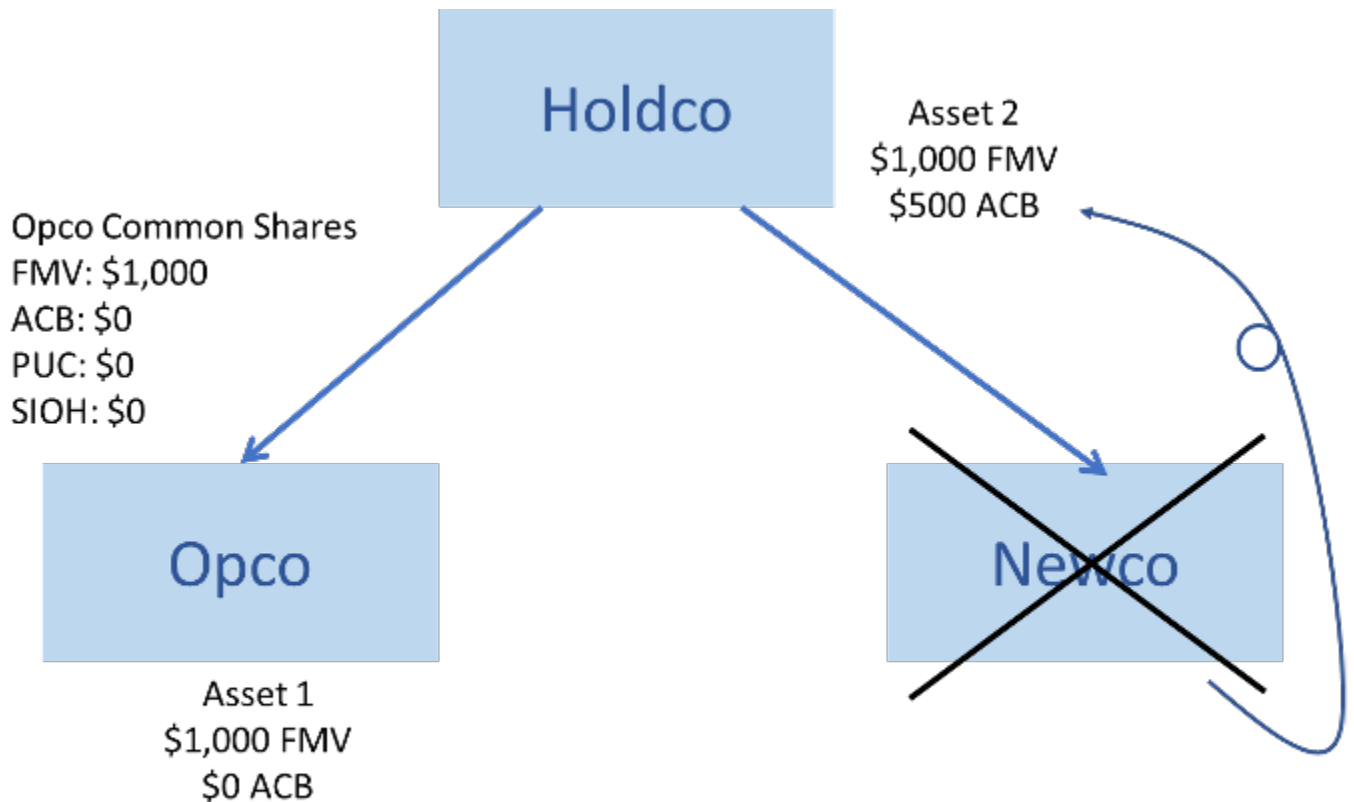 Holdco
Asset 2
$1,000 FMV
$500 ACB
Opco Common Shares
FMV: $1,000
ACB: $0
PUC: $0
SIOH: $0
Opco
Newco
Asset 1
$1,000 FMV
$0 ACB